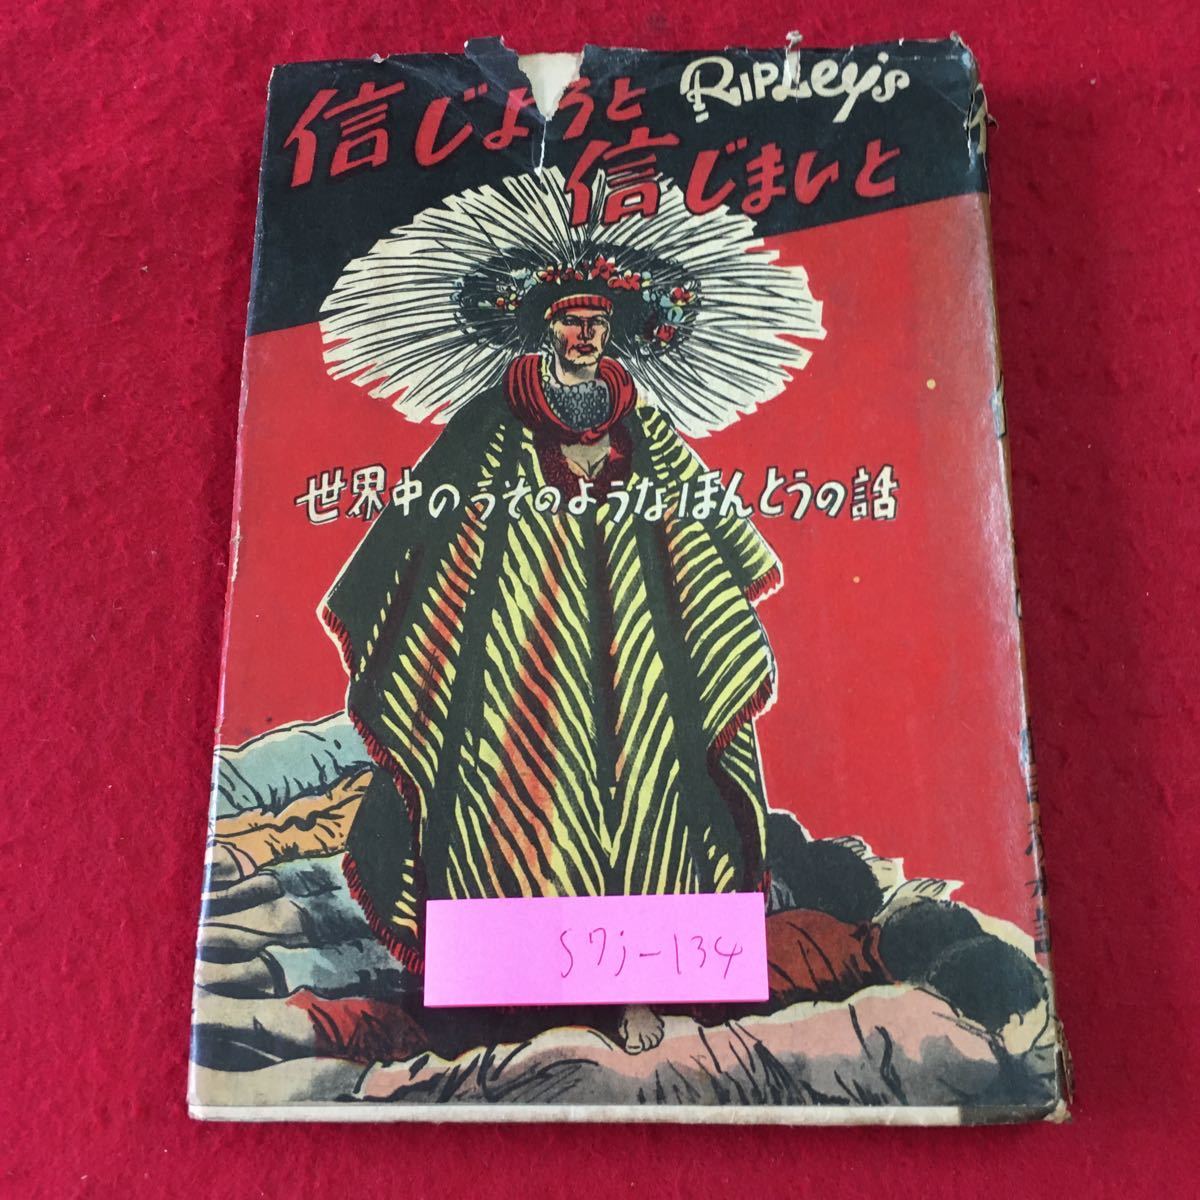 RIPLey's
信じようと
信じまいと
世界中のうそのようなほんとうの話
S7j-134